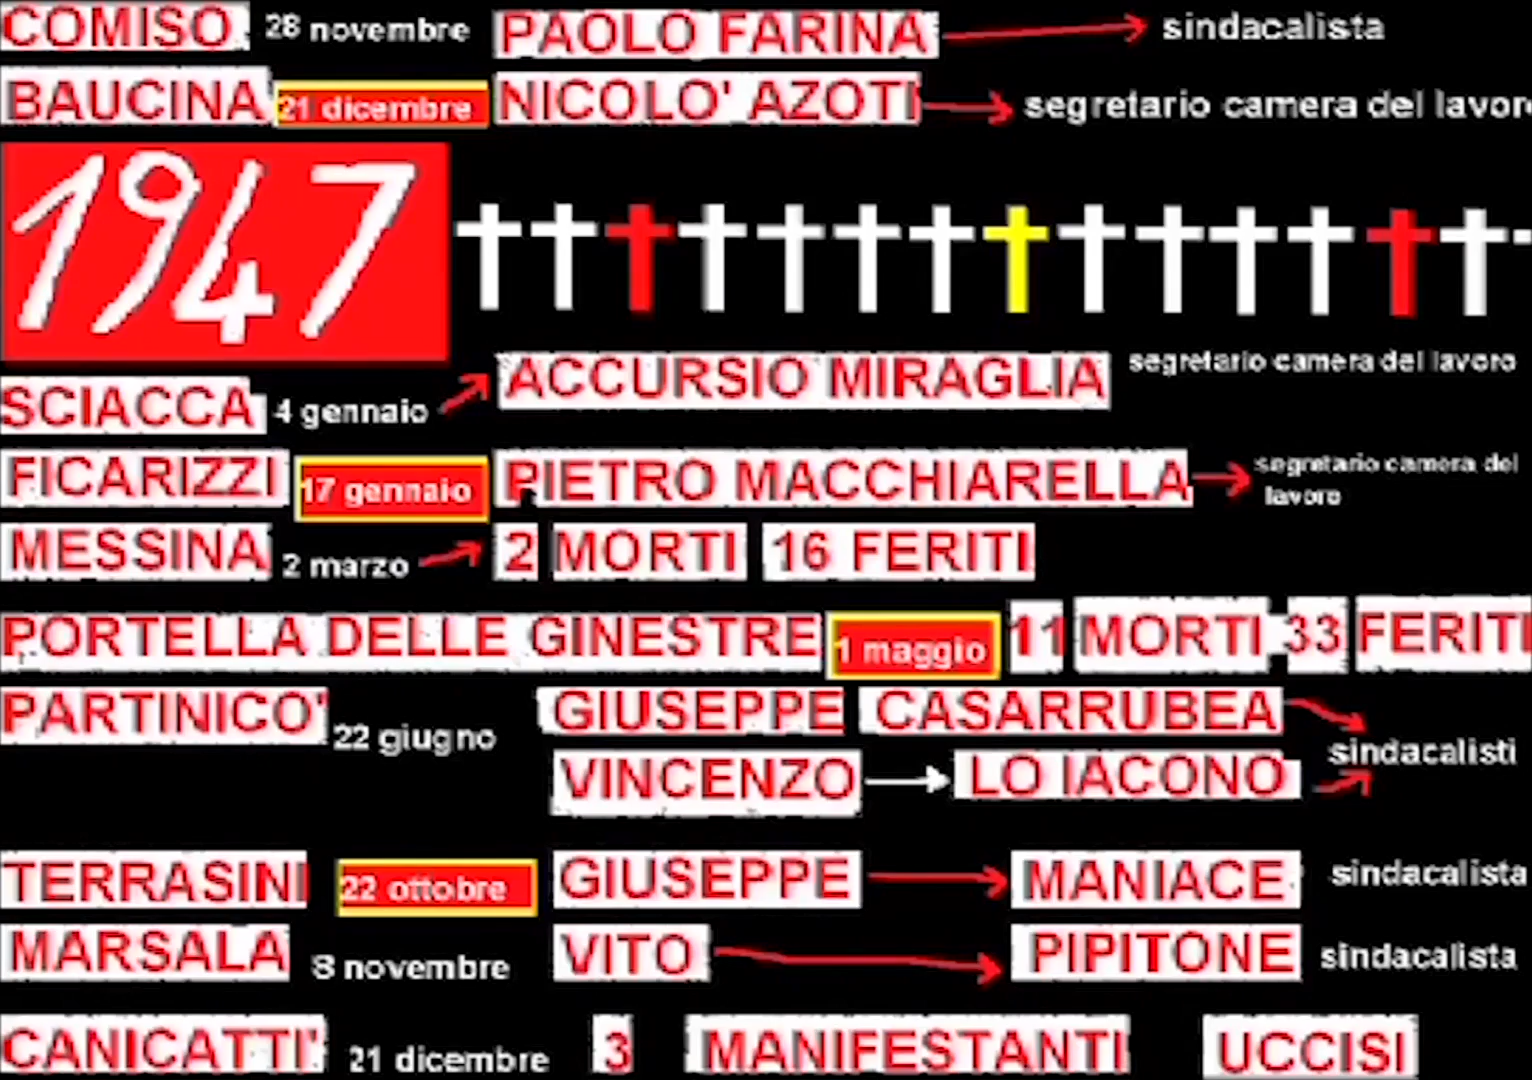 COMISO 28 novembre PAOLO FARINA sindacalista
BAUCINA 21 dicembre NICOLO' AZOTI segretario camera del lavoro
1947
SCIACCA 4 gennaio ACCURSIO MIRAGLIA segretario camera del lavoro
FICARIZZI 17 gennaio PIETRO MACCHIARELLA segretario camera del
lavoro
MESSINA 2 marzo 2 MORTI 16 FERITI
PORTELLA DELLE GINESTRE 1 maggio 11 MORTI 33 FERITI
PARTINICO' 22 giugno GIUSEPPE CASARRUBEA
VINCENZO LO IACONO sindacalisti
TERRASINI 22 ottobre GIUSEPPE MANIACE sindacalista
MARSALA 8 novembre VITO PIPITONE sindacalista
CANICATTI' 21 dicembre 3 MANIFESTANTI UCCISI